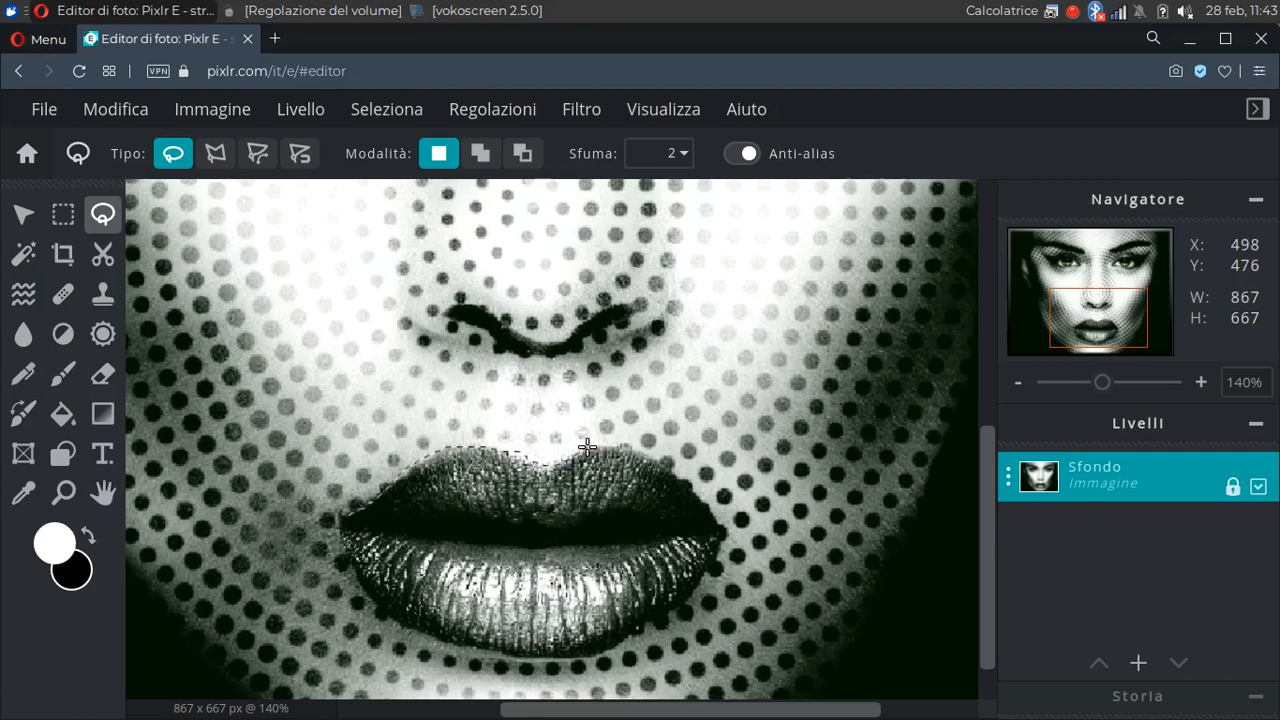 Editor di foto: Pixlr E - str...
[Regolazione del volume]
[vokoscreen 2.5.0]
Calcolatrice
28 feb, 11:43
Menu
Editor di foto: Pixlr E -
VPN
pixlr.com/it/e/#editor
File
Modifica
Immagine
Livello
Seleziona
Regolazioni
Filtro
Visualizza
Aiuto
Tipo:
Modalità:
Sfuma:
2
Anti-alias
Navigatore
X: 498
Y: 476
W: 867
H: 667
- + 140%
Livelli
Sfondo
Immagine
Storia
867 x 667 px @ 140%